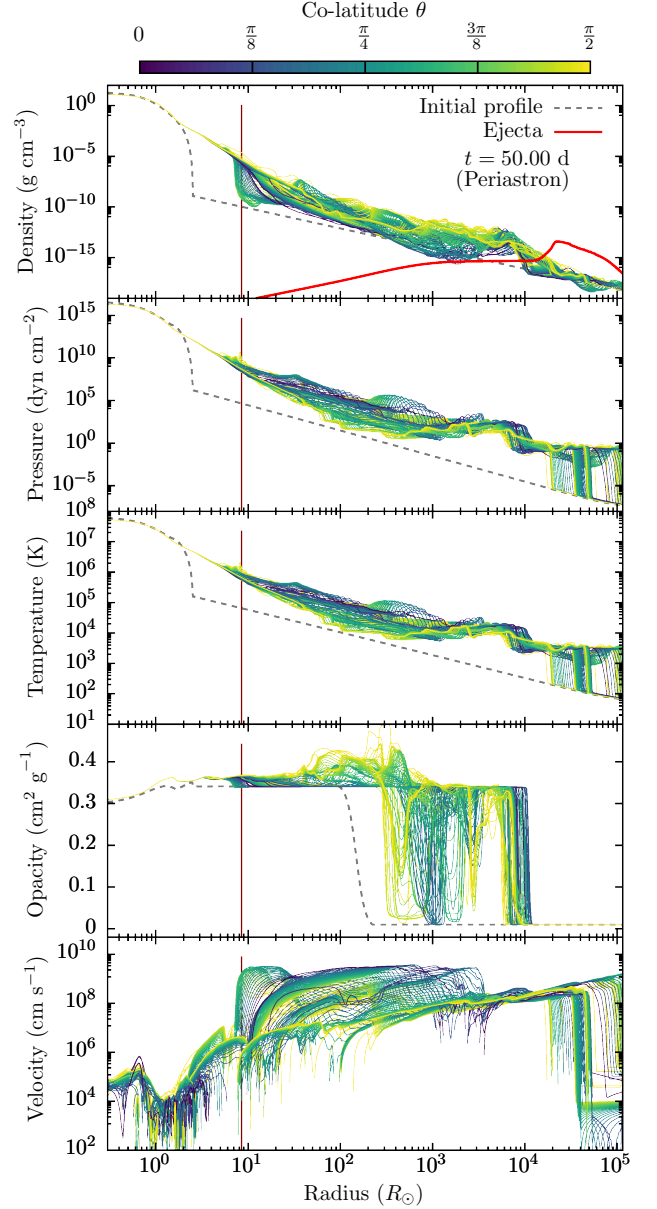 Co-latitude θ
0 π/8 π/4 3π/8 π/2
Density (g cm⁻³)
10⁰
10⁻⁵
10⁻¹⁰
10⁻¹⁵
Initial profile
Ejecta
t = 50.00 d
(Periastron)
Pressure (dyn cm⁻²)
10¹⁵
10¹⁰
10⁵
10⁰
10⁻⁵
10⁸
Temperature (K)
10⁷
10⁶
10⁵
10⁴
10³
10²
10¹
Opacity (cm² g⁻¹)
0.4
0.3
0.2
0.1
0
Velocity (cm s⁻¹)
10¹⁰
10⁸
10⁶
10⁴
10²
10⁰ 10¹ 10² 10³ 10⁴ 10⁵
Radius (R☉)